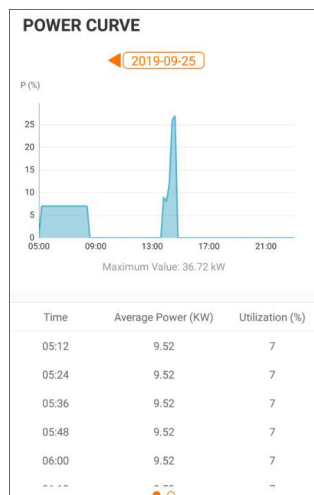 POWER CURVE
2019-09-25
P (%)
25
20
15
10
5
0
05:00 09:00 13:00 17:00 21:00
Maximum Value: 36.72 kW
Time Average Power (KW) Utilization (%)
05:12 9.52 7
05:24 9.52 7
05:36 9.52 7
05:48 9.52 7
06:00 9.52 7